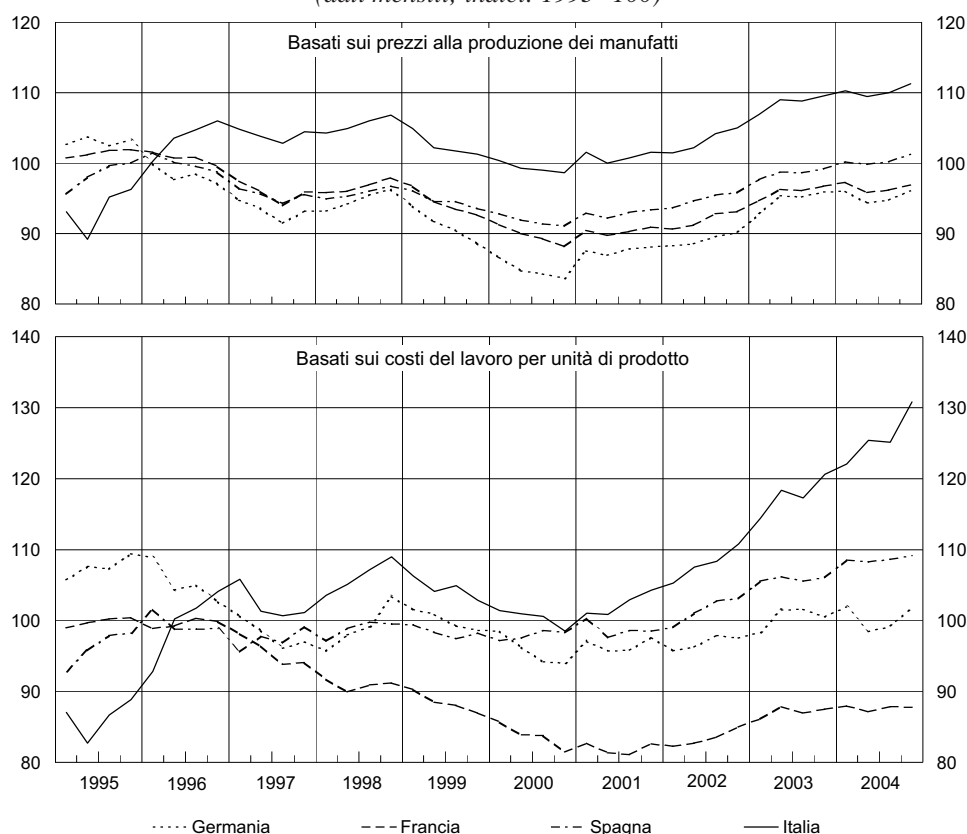 (dati mensili; indici: 1993=100)
120 120
Basati sui prezzi alla produzione dei manufatti
110 110
100 100
90 90
80 80
140 140
Basati sui costi del lavoro per unità di prodotto
130 130
120 120
110 110
100 100
90 90
80 80
1995 1996 1997 1998 1999 2000 2001 2002 2003 2004
Germania Francia Spagna Italia